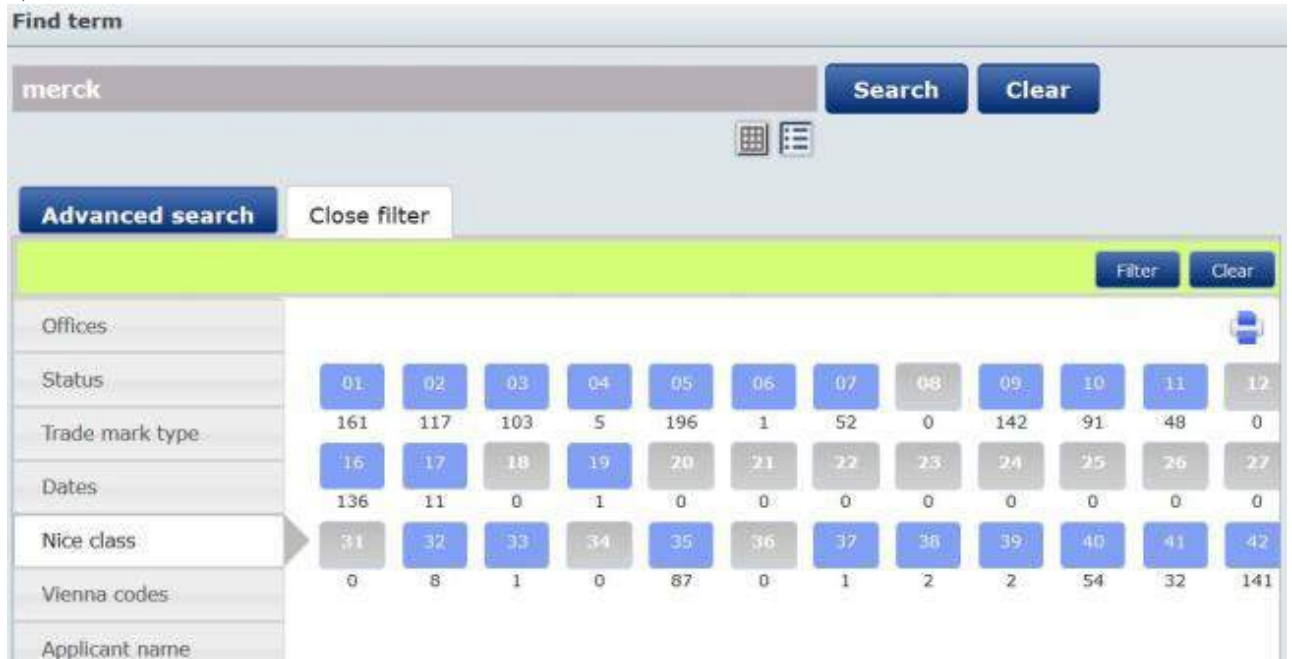 Find term
merck
Search Clear
Advanced search Close filter
Filter Clear
Offices
Status
01 02 03 04 05 06 07 08 09 10 11 12
161 117 103 5 196 1 52 0 142 91 48 0
Trade mark type
16 17 18 19 20 21 22 23 24 25 26 27
Dates
136 11 0 1 0 0 0 0 0 0 0 0
Nice class
31 32 33 34 35 36 37 38 39 40 41 42
0 8 1 0 87 0 1 2 2 54 32 141
Vienna codes
Applicant name